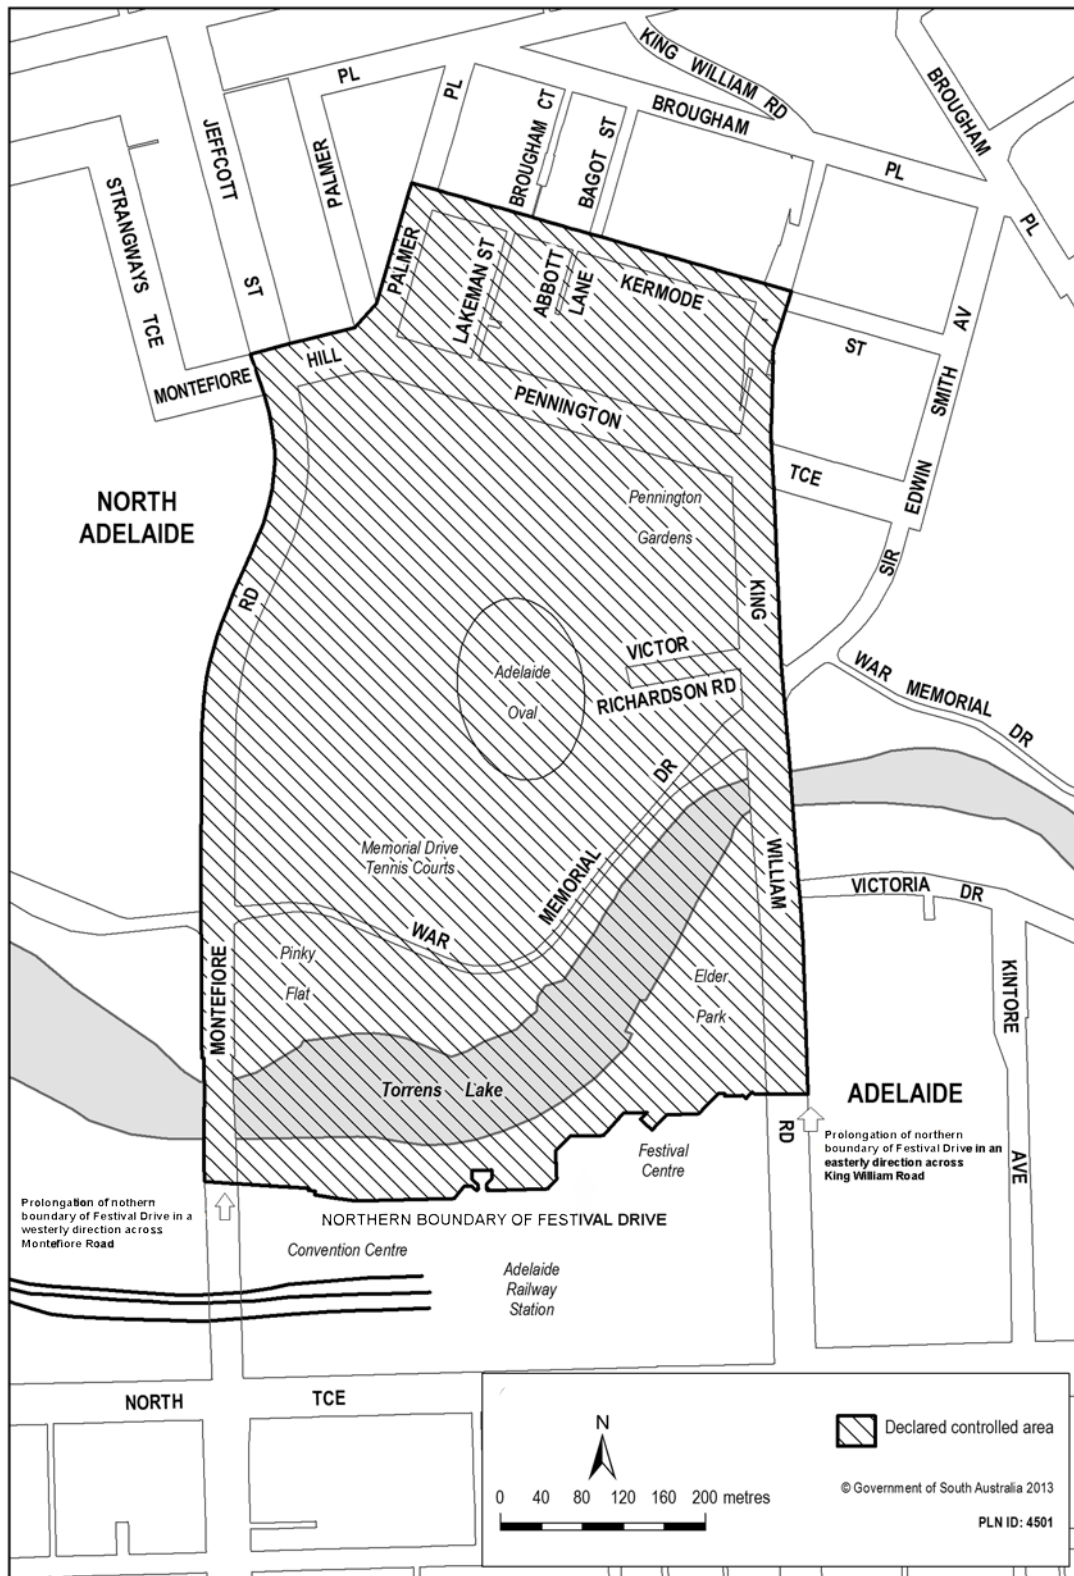 KING WILLIAM RD
BROUGHAM
BROUGHAM
PL
PL
BROUGHAM CT
BAGOT ST
PL
PL
JEFFCOTT
ST
PALMER
STRANGWAYS TCE
PALMER
LAKEMAN ST
ABBOTT
LANE
KERMODE
ST
MONTEFIORE
HILL
PENNINGTON
TCE
SIR EDWIN SMITH AV
NORTH
ADELAIDE
Pennington
Gardens
RD
KING
VICTOR
RICHARDSON RD
Adelaide
Oval
WAR MEMORIAL DR
DR
Memorial Drive
Tennis Courts
MEMORIAL
WILLIAM
VICTORIA DR
WAR
Pinky
Flat
MONTEFIORE
Elder
Park
KINTORE
Torrens Lake
ADELAIDE
RD
AVE
Festival
Centre
Prolongation of northern
boundary of Festival Drive in an
easterly direction across
King William Road
Prolongation of nothern
boundary of Festival Drive in a
westerly direction across
Montefiore Road
NORTHERN BOUNDARY OF FESTIVAL DRIVE
Convention Centre
Adelaide
Railway
Station
NORTH TCE
N
0 40 80 120 160 200 metres
Declared controlled area
© Government of South Australia 2013
PLN ID: 4501